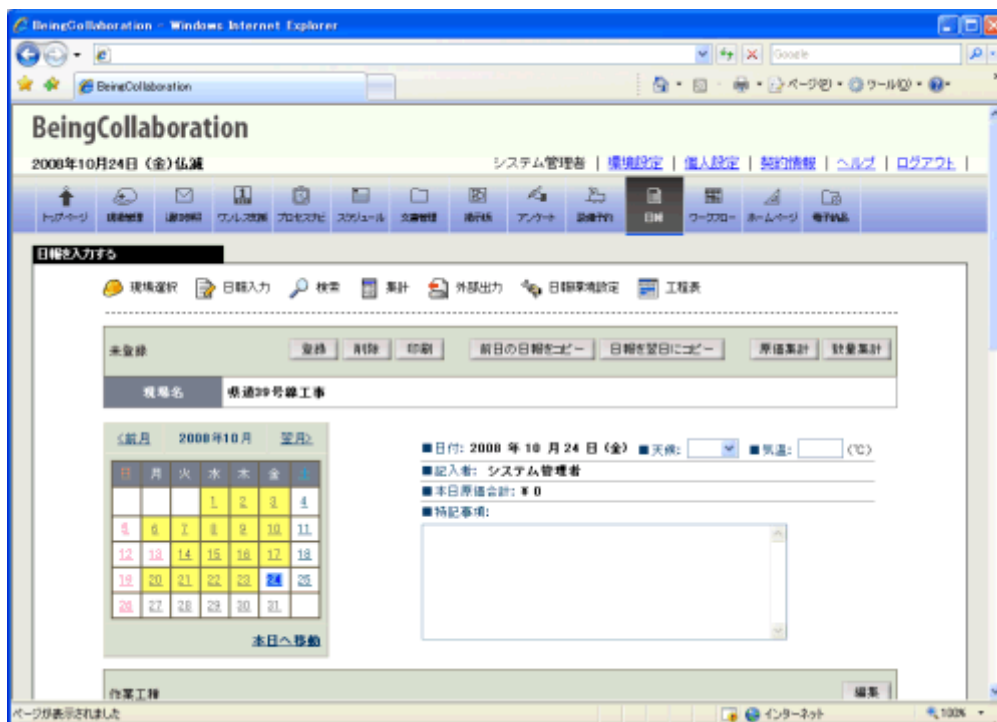 BeingCollaboration - Windows Internet Explorer
Google
BeingCollaboration
ページ(P) ツール(O)
BeingCollaboration
2008年10月24日（金）仏滅
システム管理者 | 環境設定 | 個人設定 | 契約情報 | ヘルプ | ログアウト |
トップページ スケジュール 文書管理 掲示板 アンケート 設備予約 日報 ワークフロー ホームページ 電子納品
日報を入力する
現場選択 日報入力 検索 集計 外部出力 日報環境設定 工程表
未登録 登録 削除 印刷 前日の日報をコピー 日報を翌日にコピー 原価集計 数量集計
現場名 県道39号線工事
<前月 2008年10月 翌月>
日 月 火 水 木 金 土
1 2 3 4
5 6 7 8 9 10 11
12 13 14 15 16 17 18
19 20 21 22 23 24 25
26 27 28 29 30 31
本日へ移動
■日付: 2008 年 10 月 24 日 (金) ■天候: ■気温: (℃)
■記入者: システム管理者
■本日原価合計: ¥ 0
■特記事項:
作業工種 編集
ページが表示されました インターネット 100%